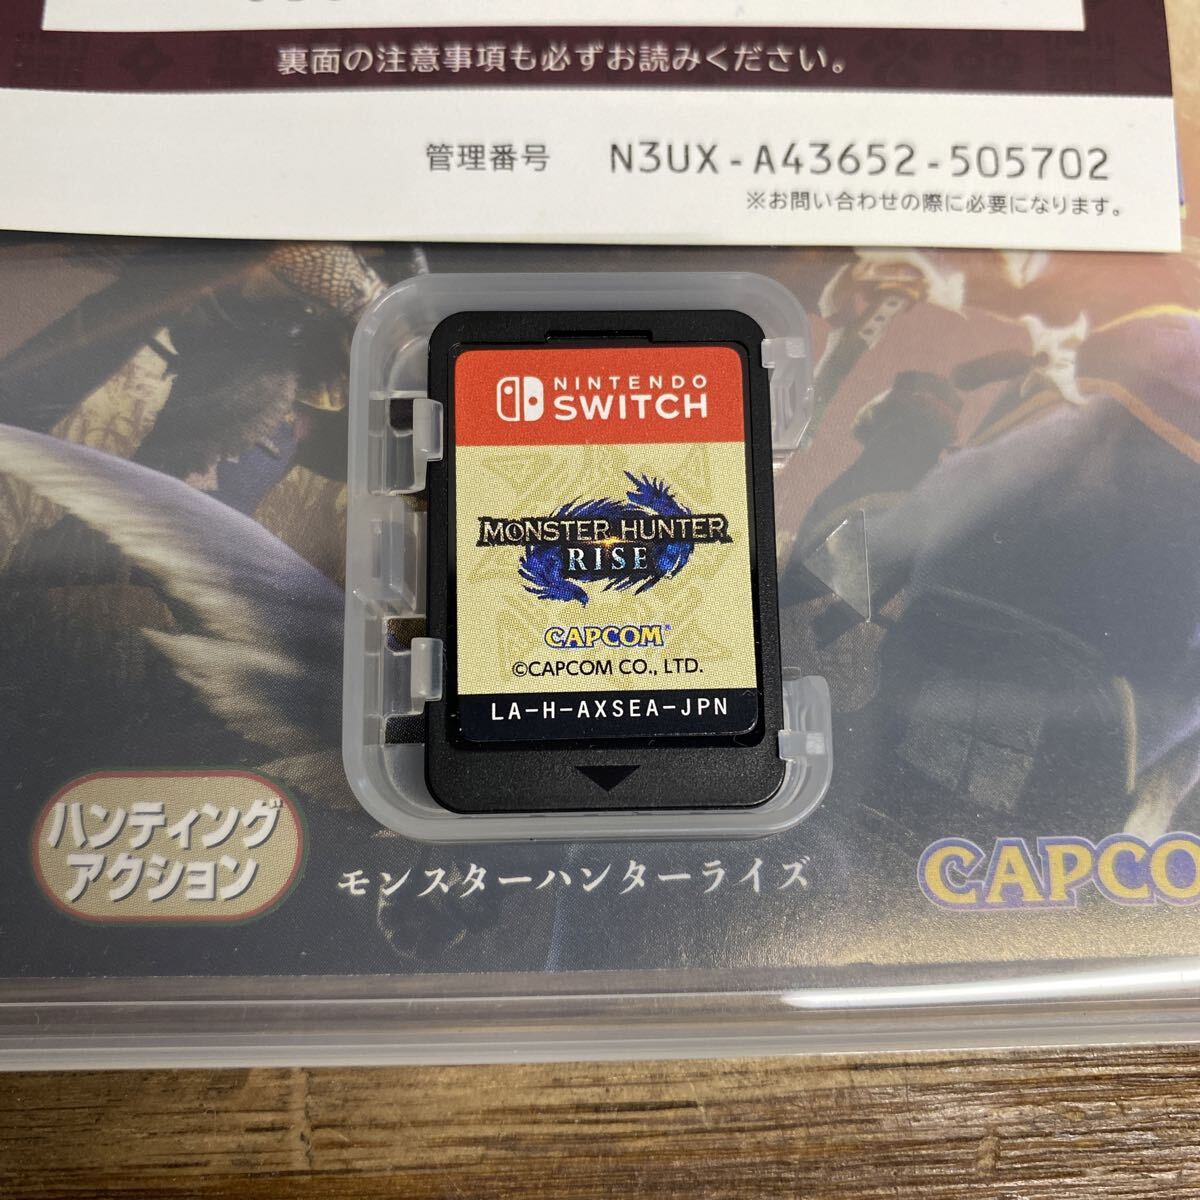 裏面の注意事項も必ずお読みください。
管理番号 N3UX-A43652-505702
※お問い合わせの際に必要になります。
NINTENDO
SWITCH
MONSTER HUNTER
RISE
CAPCOM
©CAPCOM CO., LTD.
LA-H-AXSEA-JPN
ハンティング
アクション
モンスターハンターライズ
CAPCO